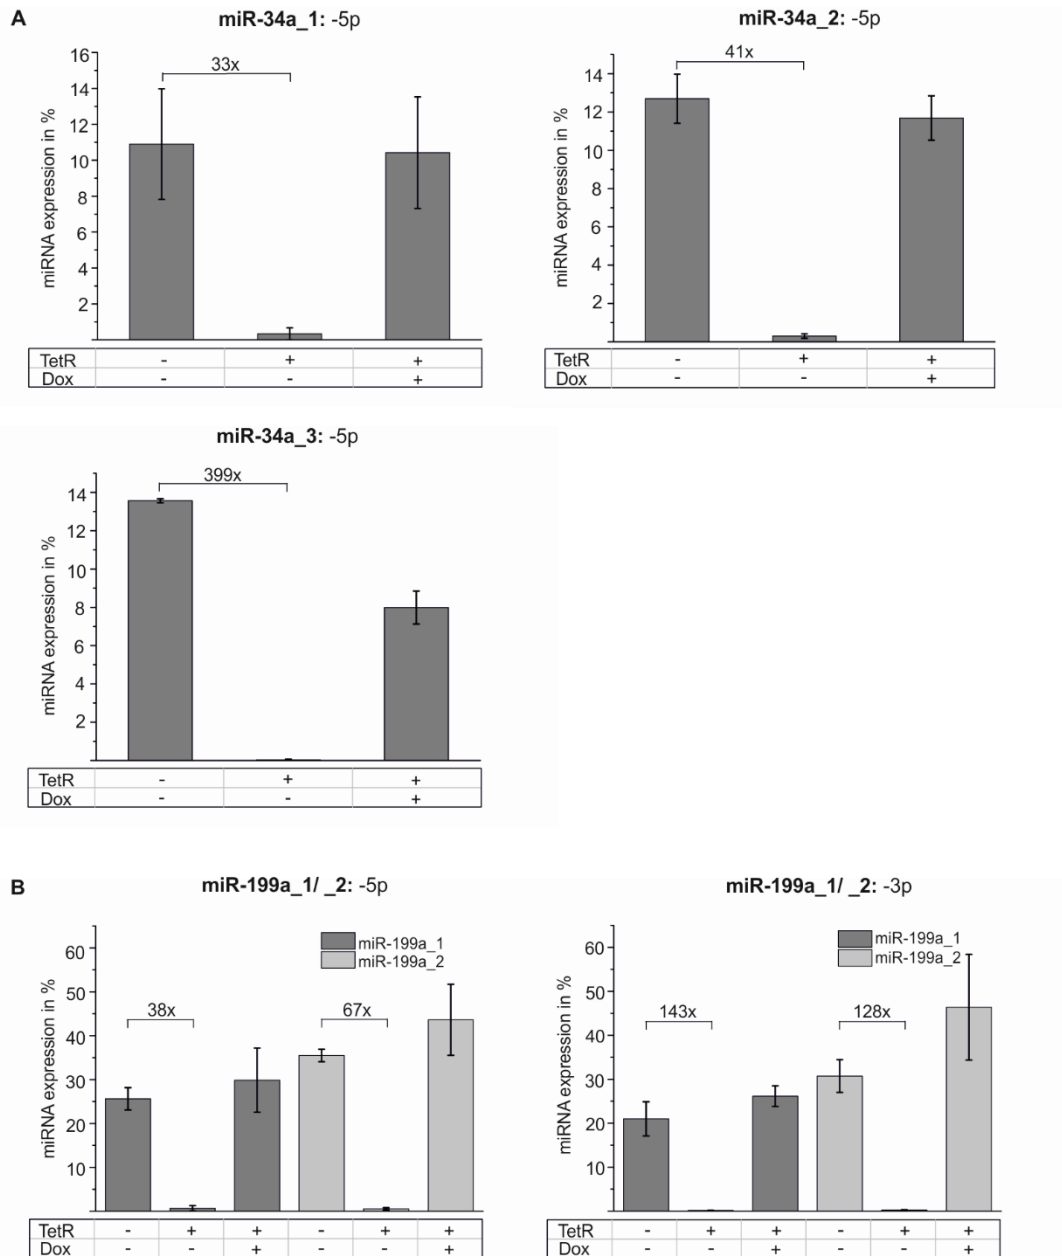 A
miR-34a_1: -5p
33x
miRNA expression in %
16
14
12
10
8
6
4
2
TetR - + +
Dox - - +
miR-34a_2: -5p
41x
miRNA expression in %
14
12
10
8
6
4
2
TetR - + +
Dox - - +
miR-34a_3: -5p
399x
miRNA expression in %
14
12
10
8
6
4
2
TetR - + +
Dox - - +
B
miR-199a_1/ _2: -5p
miR-199a_1
miR-199a_2
38x
67x
miRNA expression in %
60
50
40
30
20
10
TetR - + + - + +
Dox - - + - - +
miR-199a_1/ _2: -3p
miR-199a_1
miR-199a_2
143x
128x
miRNA expression in %
60
50
40
30
20
10
TetR - + + - + +
Dox - - + - - +